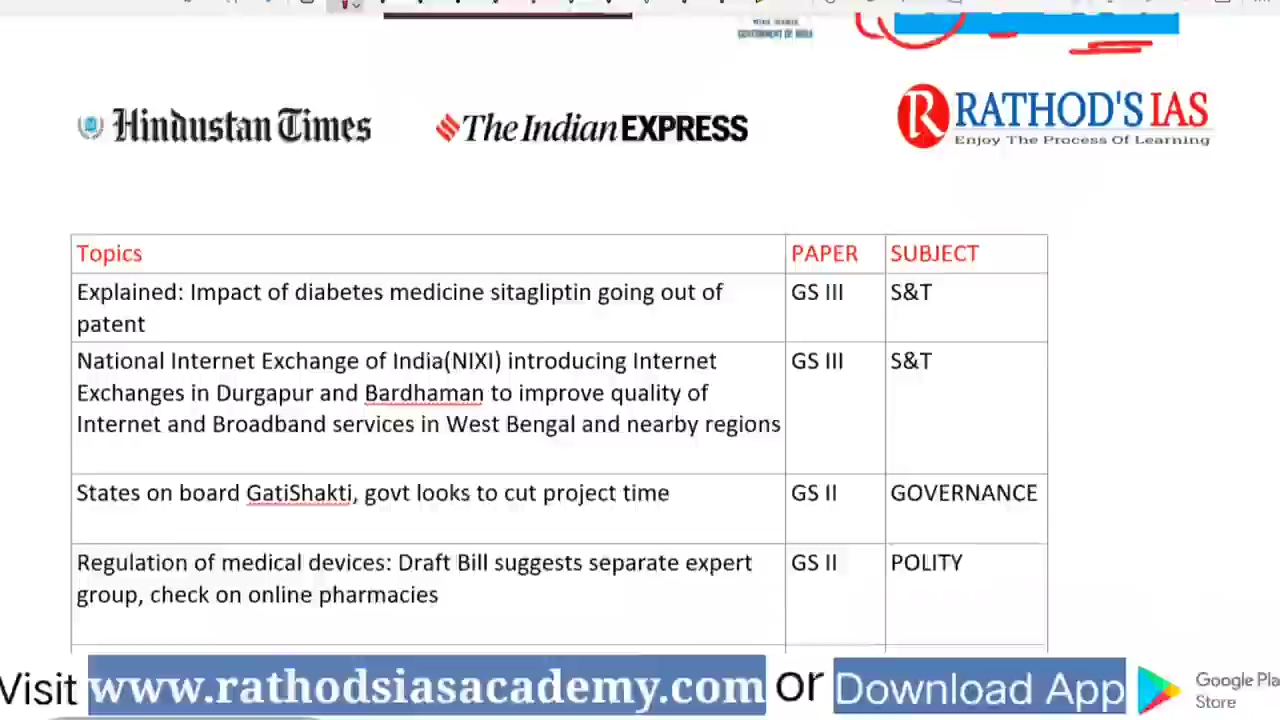 GOVERNMENT OF INDIA
Hindustan Times
The Indian EXPRESS
R RATHOD'S IAS
Enjoy The Process Of Learning
Topics PAPER SUBJECT
Explained: Impact of diabetes medicine sitagliptin going out of GS III S&T
patent
National Internet Exchange of India(NIXI) introducing Internet GS III S&T
Exchanges in Durgapur and Bardhaman to improve quality of
Internet and Broadband services in West Bengal and nearby regions
States on board GatiShakti, govt looks to cut project time GS II GOVERNANCE
Regulation of medical devices: Draft Bill suggests separate expert GS II POLITY
group, check on online pharmacies
Visit www.rathodsiasacademy.com or Download App
Google Pla
Store